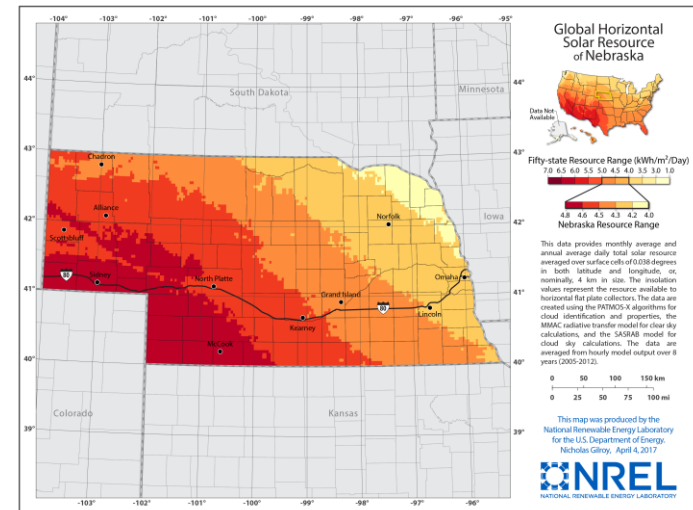 -104° -103° -102° -101° -100° -99° -98° -97° -96° -95°
44° 44°
43° 43°
42° 42°
41° 41°
40° 40°
39° 39°
-103° -102° -101° -100° -99° -98° -97° -96°
South Dakota
Minnesota
Iowa
Colorado
Kansas
Chadron
Alliance
Scottsbluff
Norfolk
80
Sidney
North Platte
Omaha
Grand Island
80
Lincoln
Kearney
McCook
Global Horizontal
Solar Resource
of Nebraska
Data Not
Available
Fifty-state Resource Range (kWh/m²/Day)
7.0 6.5 6.0 5.5 5.0 4.5 4.0 3.5 3.0 1.0
4.8 4.6 4.5 4.3 4.2 4.0
Nebraska Resource Range
This data provides monthly average and
annual average daily total solar resource
averaged over surface cells of 0.038 degrees
in both latitude and longitude, or,
nominally, 4 km in size. The insolation
values represent the resource available to
horizontal flat plate collectors. The data are
created using the PATMOS-X algorithms for
cloud identification and properties, the
MMAC radiative transfer model for clear sky
calculations, and the SASRAB model for
cloud sky calculations. The data are
averaged from hourly model output over 8
years (2005-2012).
0 50 100 150 km
0 25 50 75 100 mi
This map was produced by the
National Renewable Energy Laboratory
for the U.S. Department of Energy.
Nicholas Gilroy, April 4, 2017
NREL
NATIONAL RENEWABLE ENERGY LABORATORY